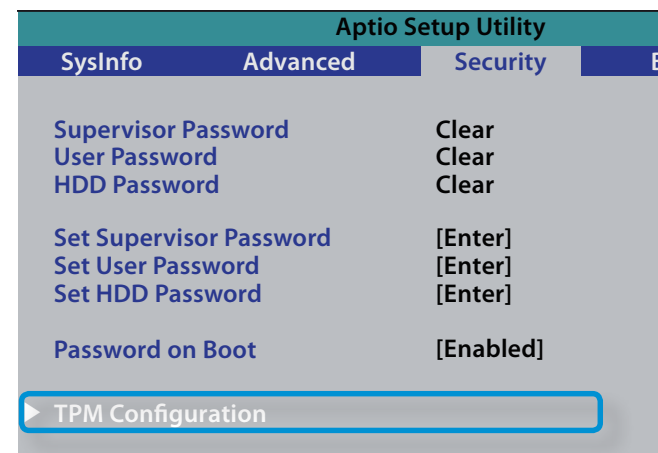 Aptio Setup Utility
SysInfo Advanced Security
Supervisor Password Clear
User Password Clear
HDD Password Clear
Set Supervisor Password [Enter]
Set User Password [Enter]
Set HDD Password [Enter]
Password on Boot [Enabled]
TPM Configuration